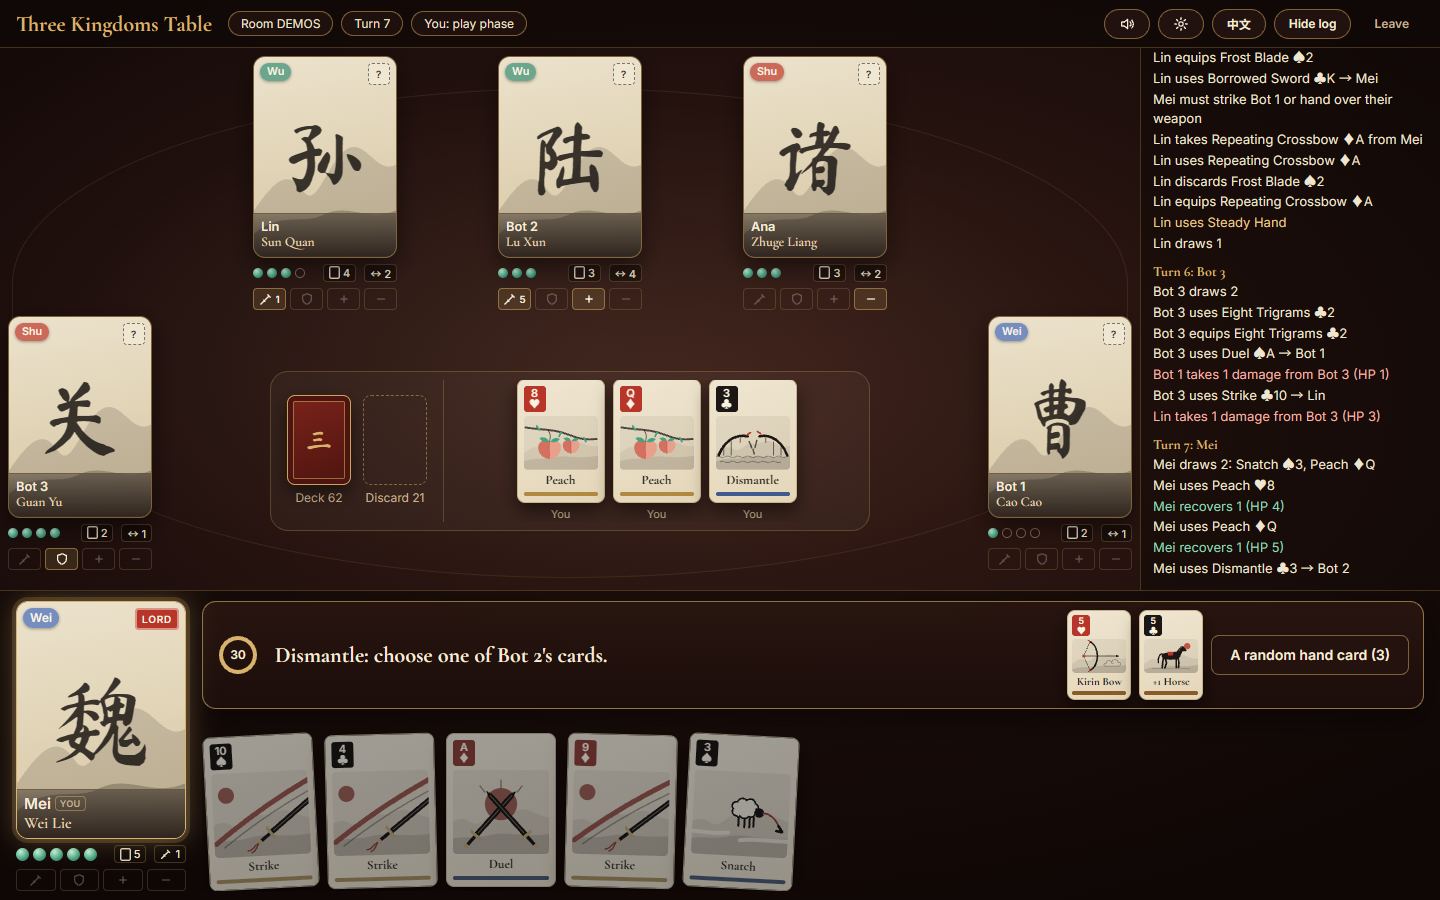 Three Kingdoms Table
Room DEMOS
Turn 7
You: play phase
中文
Hide log
Leave
Wu
?
孙
Lin
Sun Quan
4
↔ 2
1
+
−
Wu
?
陆
Bot 2
Lu Xun
3
↔ 4
5
+
−
Shu
?
诸
Ana
Zhuge Liang
3
↔ 2
+
−
Shu
?
关
Bot 3
Guan Yu
2
↔ 1
+
−
三
Deck 62
Discard 21
8
♥
Peach
You
Q
♦
Peach
You
3
♣
Dismantle
You
Wei
?
曹
Bot 1
Cao Cao
2
↔ 1
+
−
Lin equips Frost Blade ♠2
Lin uses Borrowed Sword ♣K → Mei
Mei must strike Bot 1 or hand over their
weapon
Lin takes Repeating Crossbow ♦A from Mei
Lin uses Repeating Crossbow ♦A
Lin discards Frost Blade ♠2
Lin equips Repeating Crossbow ♦A
Lin uses Steady Hand
Lin draws 1
Turn 6: Bot 3
Bot 3 draws 2
Bot 3 uses Eight Trigrams ♣2
Bot 3 equips Eight Trigrams ♣2
Bot 3 uses Duel ♠A → Bot 1
Bot 1 takes 1 damage from Bot 3 (HP 1)
Bot 3 uses Strike ♣10 → Lin
Lin takes 1 damage from Bot 3 (HP 3)
Turn 7: Mei
Mei draws 2: Snatch ♠3, Peach ♦Q
Mei uses Peach ♥8
Mei recovers 1 (HP 4)
Mei uses Peach ♦Q
Mei recovers 1 (HP 5)
Mei uses Dismantle ♣3 → Bot 2
Wei
LORD
魏
Mei YOU
Wei Lie
5
1
+
−
30
Dismantle: choose one of Bot 2's cards.
5
♥
Kirin Bow
5
♣
+1 Horse
A random hand card (3)
10
♠
Strike
4
♣
Strike
A
♦
Duel
9
♦
Strike
3
♠
Snatch